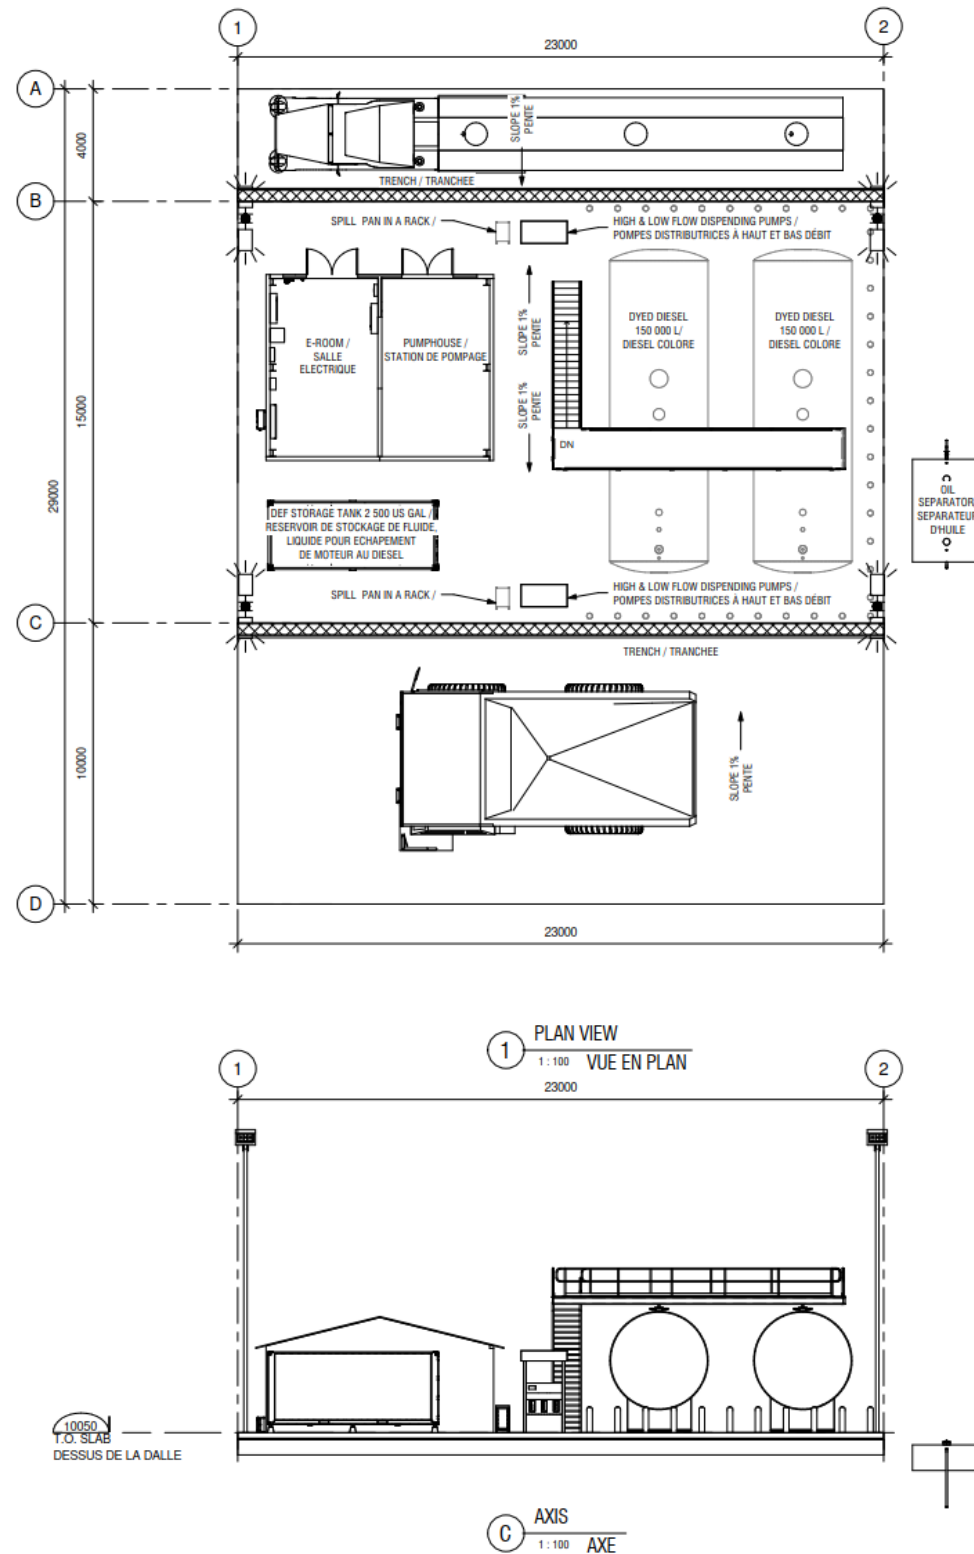 1
2
23000
A
4000
SLOPE 1%
PENTE
TRENCH / TRANCHEE
B
SPILL PAN IN A RACK /
HIGH & LOW FLOW DISPENDING PUMPS /
POMPES DISTRIBUTRICES À HAUT ET BAS DÉBIT
SLOPE 1%
PENTE
E-ROOM /
SALLE
ELECTRIQUE
PUMPHOUSE /
STATION DE POMPAGE
DYED DIESEL
150 000 L/
DIESEL COLORE
DYED DIESEL
150 000 L /
DIESEL COLORE
SLOPE 1%
PENTE
15000
29000
DN
OIL
SEPARATOR
SEPARATEUR
D'HUILE
DEF STORAGE TANK 2 500 US GAL /
RESERVOIR DE STOCKAGE DE FLUIDE,
LIQUIDE POUR ECHAPEMENT
DE MOTEUR AU DIESEL
SPILL PAN IN A RACK /
HIGH & LOW FLOW DISPENDING PUMPS /
POMPES DISTRIBUTRICES À HAUT ET BAS DÉBIT
C
TRENCH / TRANCHEE
10000
SLOPE 1%
PENTE
D
23000
1
PLAN VIEW
1 : 100
VUE EN PLAN
1
2
23000
10050
T.O. SLAB
DESSUS DE LA DALLE
C
AXIS
1 : 100
AXE